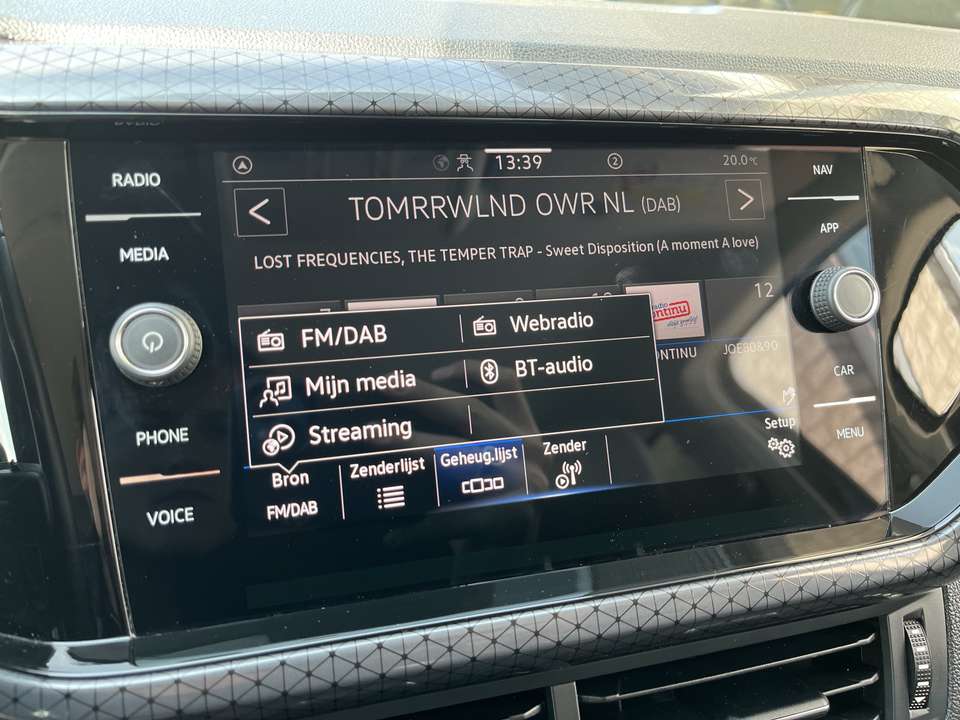 RADIO
MEDIA
PHONE
VOICE
13:39
2
20.0°C
TOMRRWLND OWR NL (DAB)
LOST FREQUENCIES, THE TEMPER TRAP - Sweet Disposition (A moment A love)
7
12
FM/DAB
Webradio
Mijn media
BT-audio
Streaming
JOE80&90
Bron
FM/DAB
Zenderlijst
Geheug.lijst
Zender
Setup
NAV
APP
CAR
MENU